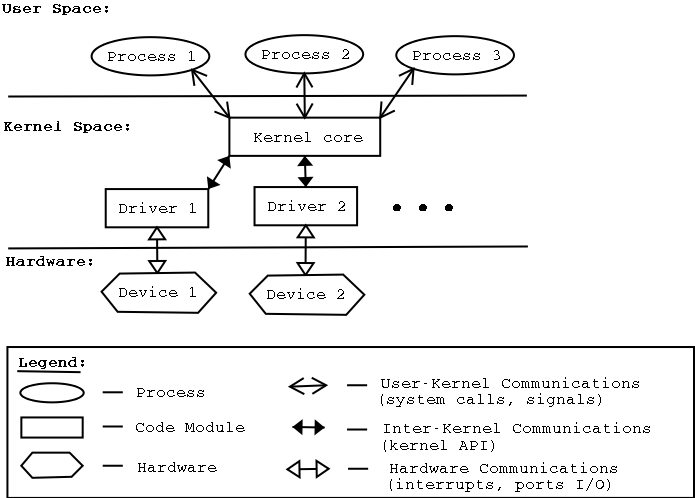 User Space:
Process 1
Process 2
Process 3
Kernel Space:
Kernel core
Driver 1
Driver 2
Hardware:
Device 1
Device 2
Legend:
— Process
— Code Module
— Hardware
— User-Kernel Communications
(system calls, signals)
— Inter-Kernel Communications
(kernel API)
— Hardware Communications
(interrupts, ports I/O)